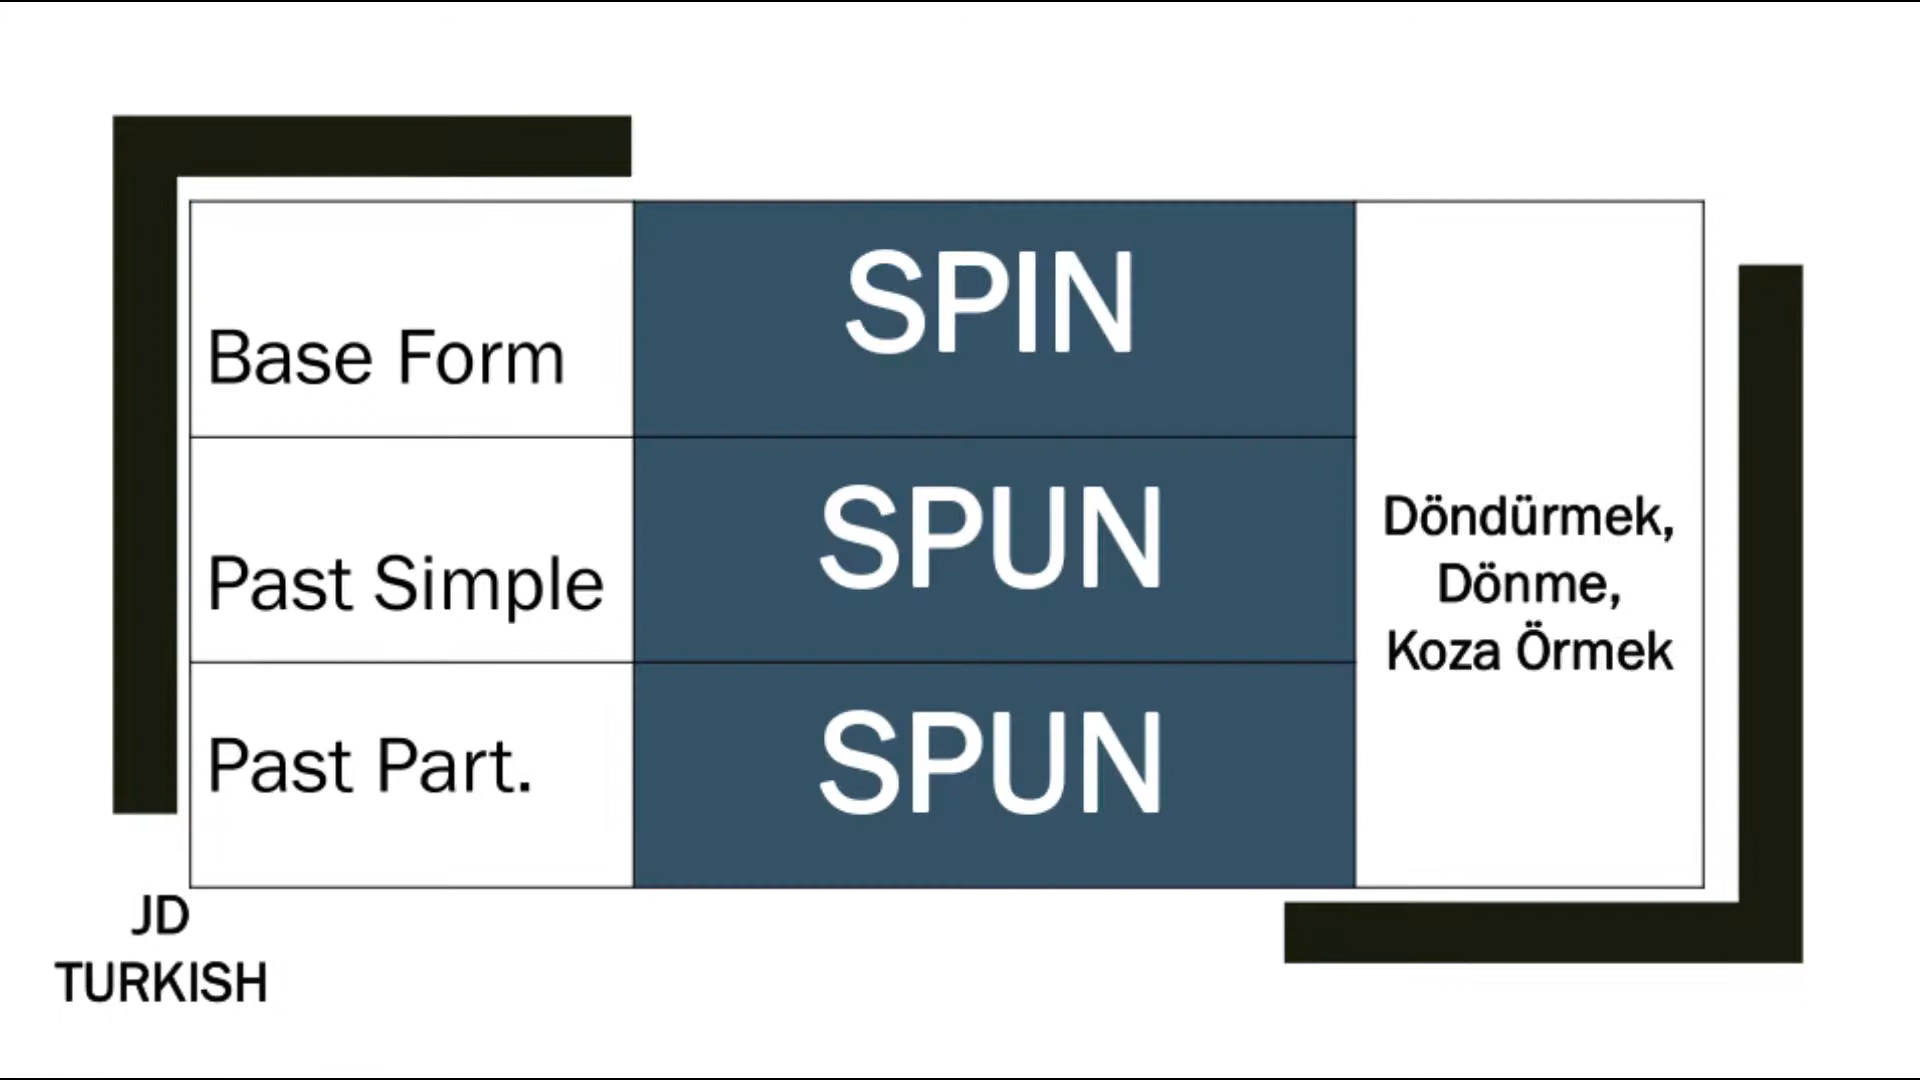 Base Form
SPIN
Past Simple
SPUN
Past Part.
SPUN
Döndürmek,
Dönme,
Koza Örmek
JD
TURKISH